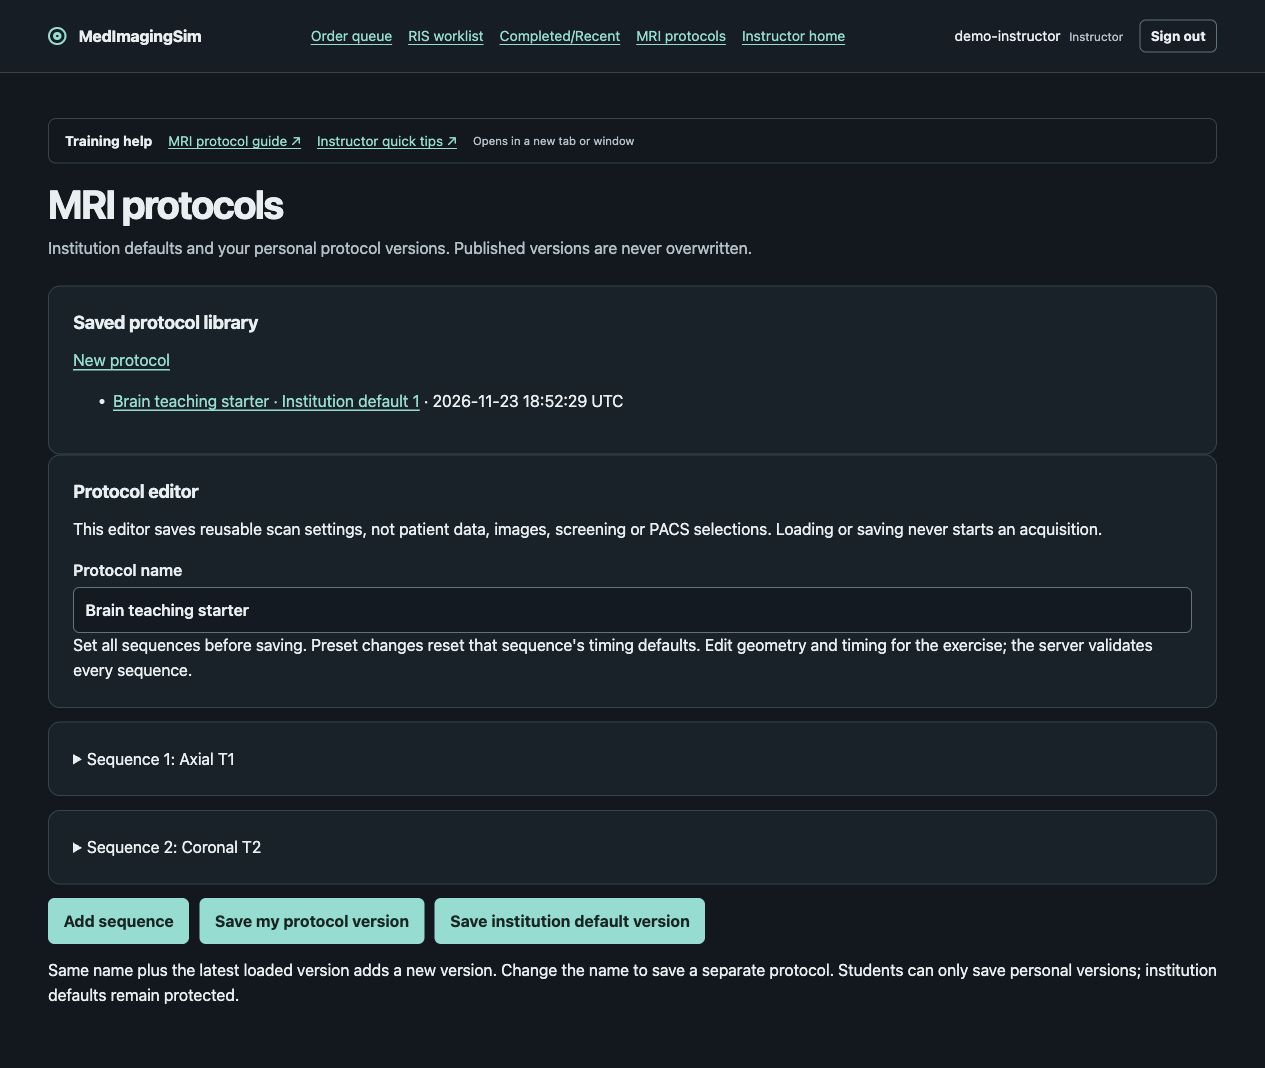 MedImagingSim
Order queue RIS worklist Completed/Recent MRI protocols Instructor home
demo-instructor Instructor Sign out
Training help MRI protocol guide ↗ Instructor quick tips ↗ Opens in a new tab or window
MRI protocols
Institution defaults and your personal protocol versions. Published versions are never overwritten.
Saved protocol library
New protocol
• Brain teaching starter · Institution default 1 · 2026-11-23 18:52:29 UTC
Protocol editor
This editor saves reusable scan settings, not patient data, images, screening or PACS selections. Loading or saving never starts an acquisition.
Protocol name
Brain teaching starter
Set all sequences before saving. Preset changes reset that sequence's timing defaults. Edit geometry and timing for the exercise; the server validates
every sequence.
▶ Sequence 1: Axial T1
▶ Sequence 2: Coronal T2
Add sequence Save my protocol version Save institution default version
Same name plus the latest loaded version adds a new version. Change the name to save a separate protocol. Students can only save personal versions; institution
defaults remain protected.